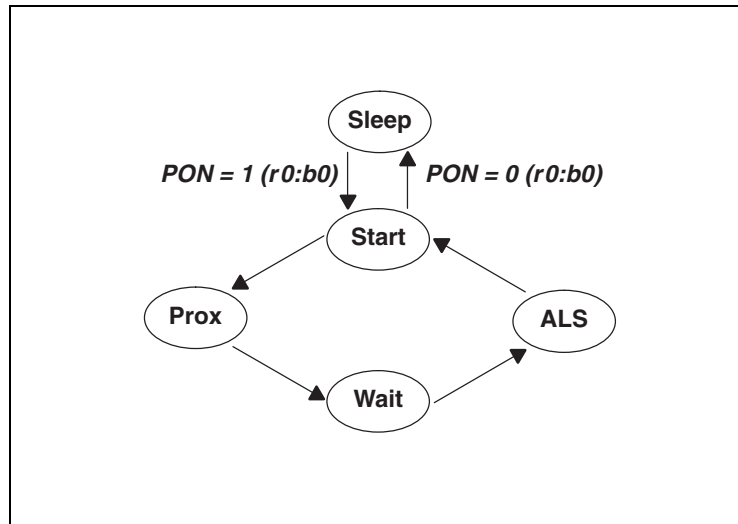 Sleep
PON = 1 (r0:b0)
PON = 0 (r0:b0)
Start
Prox
ALS
Wait